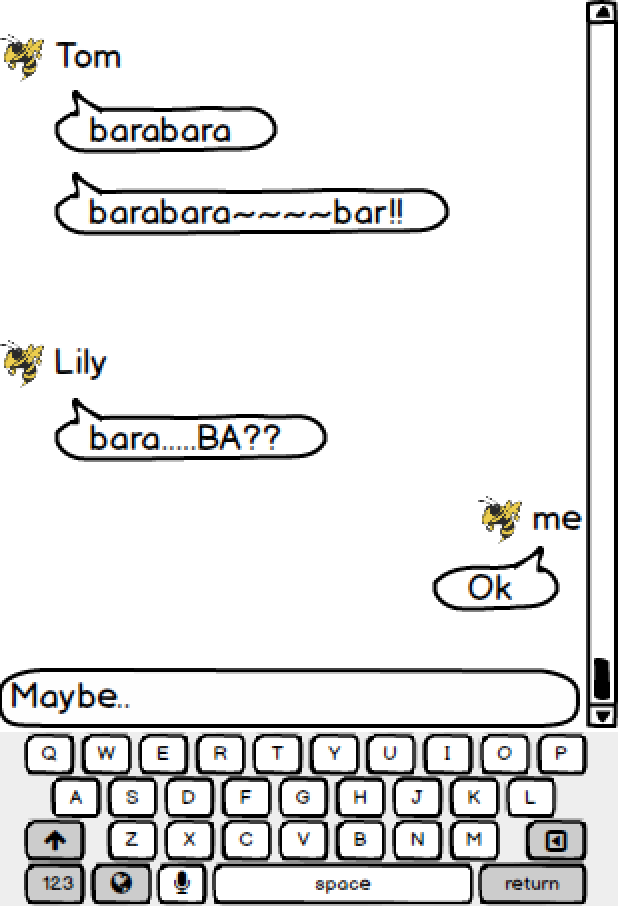 Tom
barabara
barabara~~~~bar!!
Lily
bara.....BA??
me
Ok
Maybe..
Q W E R T Y U I O P
A S D F G H J K L
Z X C V B N M
123 space return